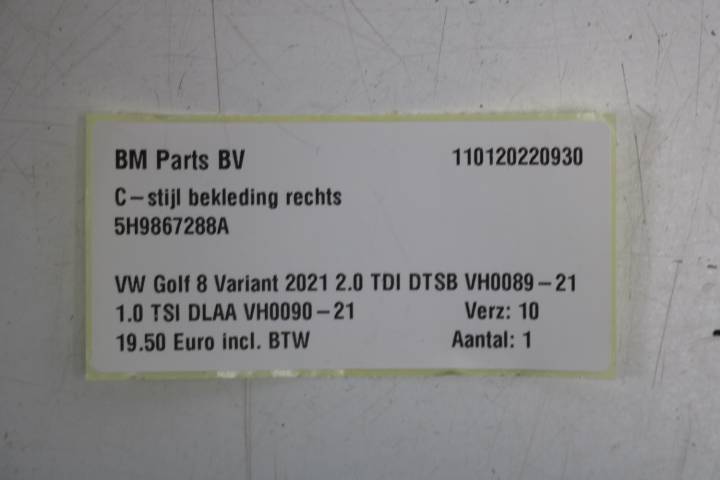 BM Parts BV 110120220930
C-stijl bekleding rechts
5H9867288A
VW Golf 8 Variant 2021 2.0 TDI DTSB VH0089-21
1.0 TSI DLAA VH0090-21 Verz: 10
19.50 Euro incl. BTW Aantal: 1